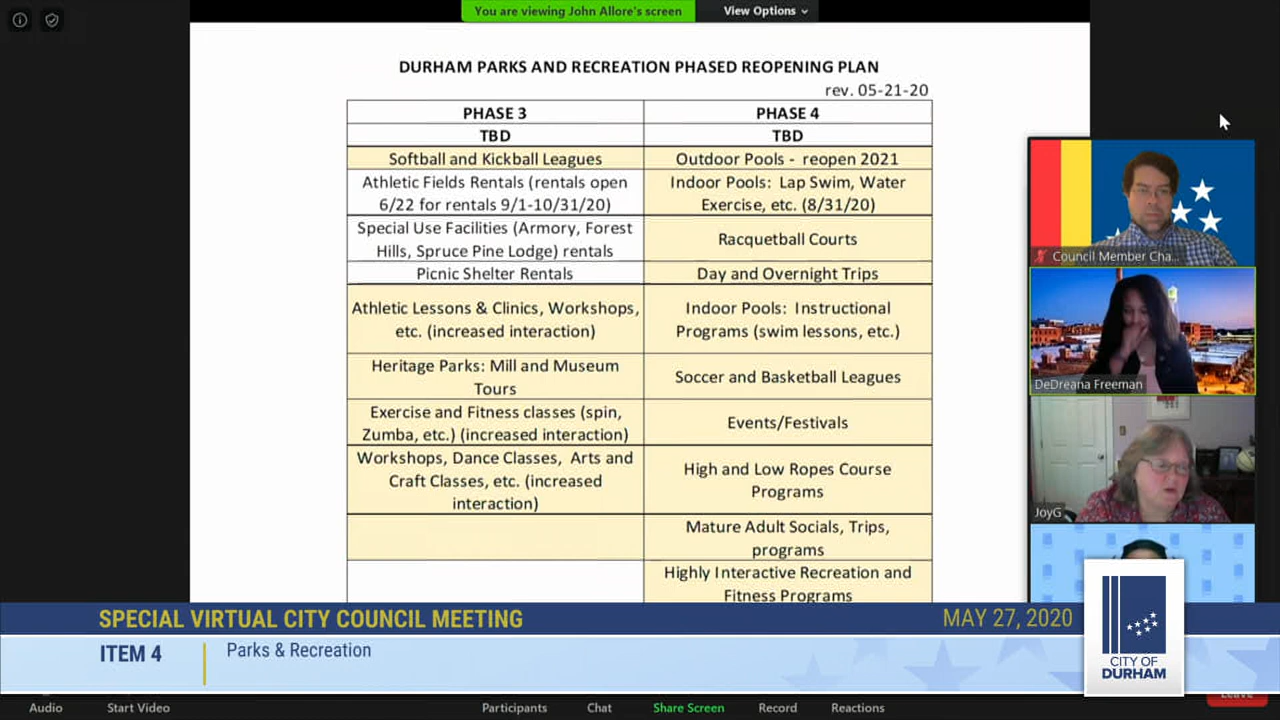 You are viewing John Allore's screen
View Options
DURHAM PARKS AND RECREATION PHASED REOPENING PLAN
rev. 05-21-20
PHASE 3
PHASE 4
TBD
TBD
Softball and Kickball Leagues
Outdoor Pools - reopen 2021
Athletic Fields Rentals (rentals open
6/22 for rentals 9/1-10/31/20)
Indoor Pools: Lap Swim, Water
Exercise, etc. (8/31/20)
Special Use Facilities (Armory, Forest
Hills, Spruce Pine Lodge) rentals
Racquetball Courts
Picnic Shelter Rentals
Day and Overnight Trips
Athletic Lessons & Clinics, Workshops,
etc. (increased interaction)
Indoor Pools: Instructional
Programs (swim lessons, etc.)
Heritage Parks: Mill and Museum
Tours
Soccer and Basketball Leagues
Exercise and Fitness classes (spin,
Zumba, etc.) (increased interaction)
Events/Festivals
Workshops, Dance Classes, Arts and
Craft Classes, etc. (increased
interaction)
High and Low Ropes Course
Programs
Mature Adult Socials, Trips,
programs
Highly Interactive Recreation and
Fitness Programs
Council Member Cha...
DeDreana Freeman
JoyG
SPECIAL VIRTUAL CITY COUNCIL MEETING
MAY 27, 2020
ITEM 4
Parks & Recreation
CITY OF
DURHAM
Audio
Start Video
Participants
Chat
Share Screen
Record
Reactions
Leave